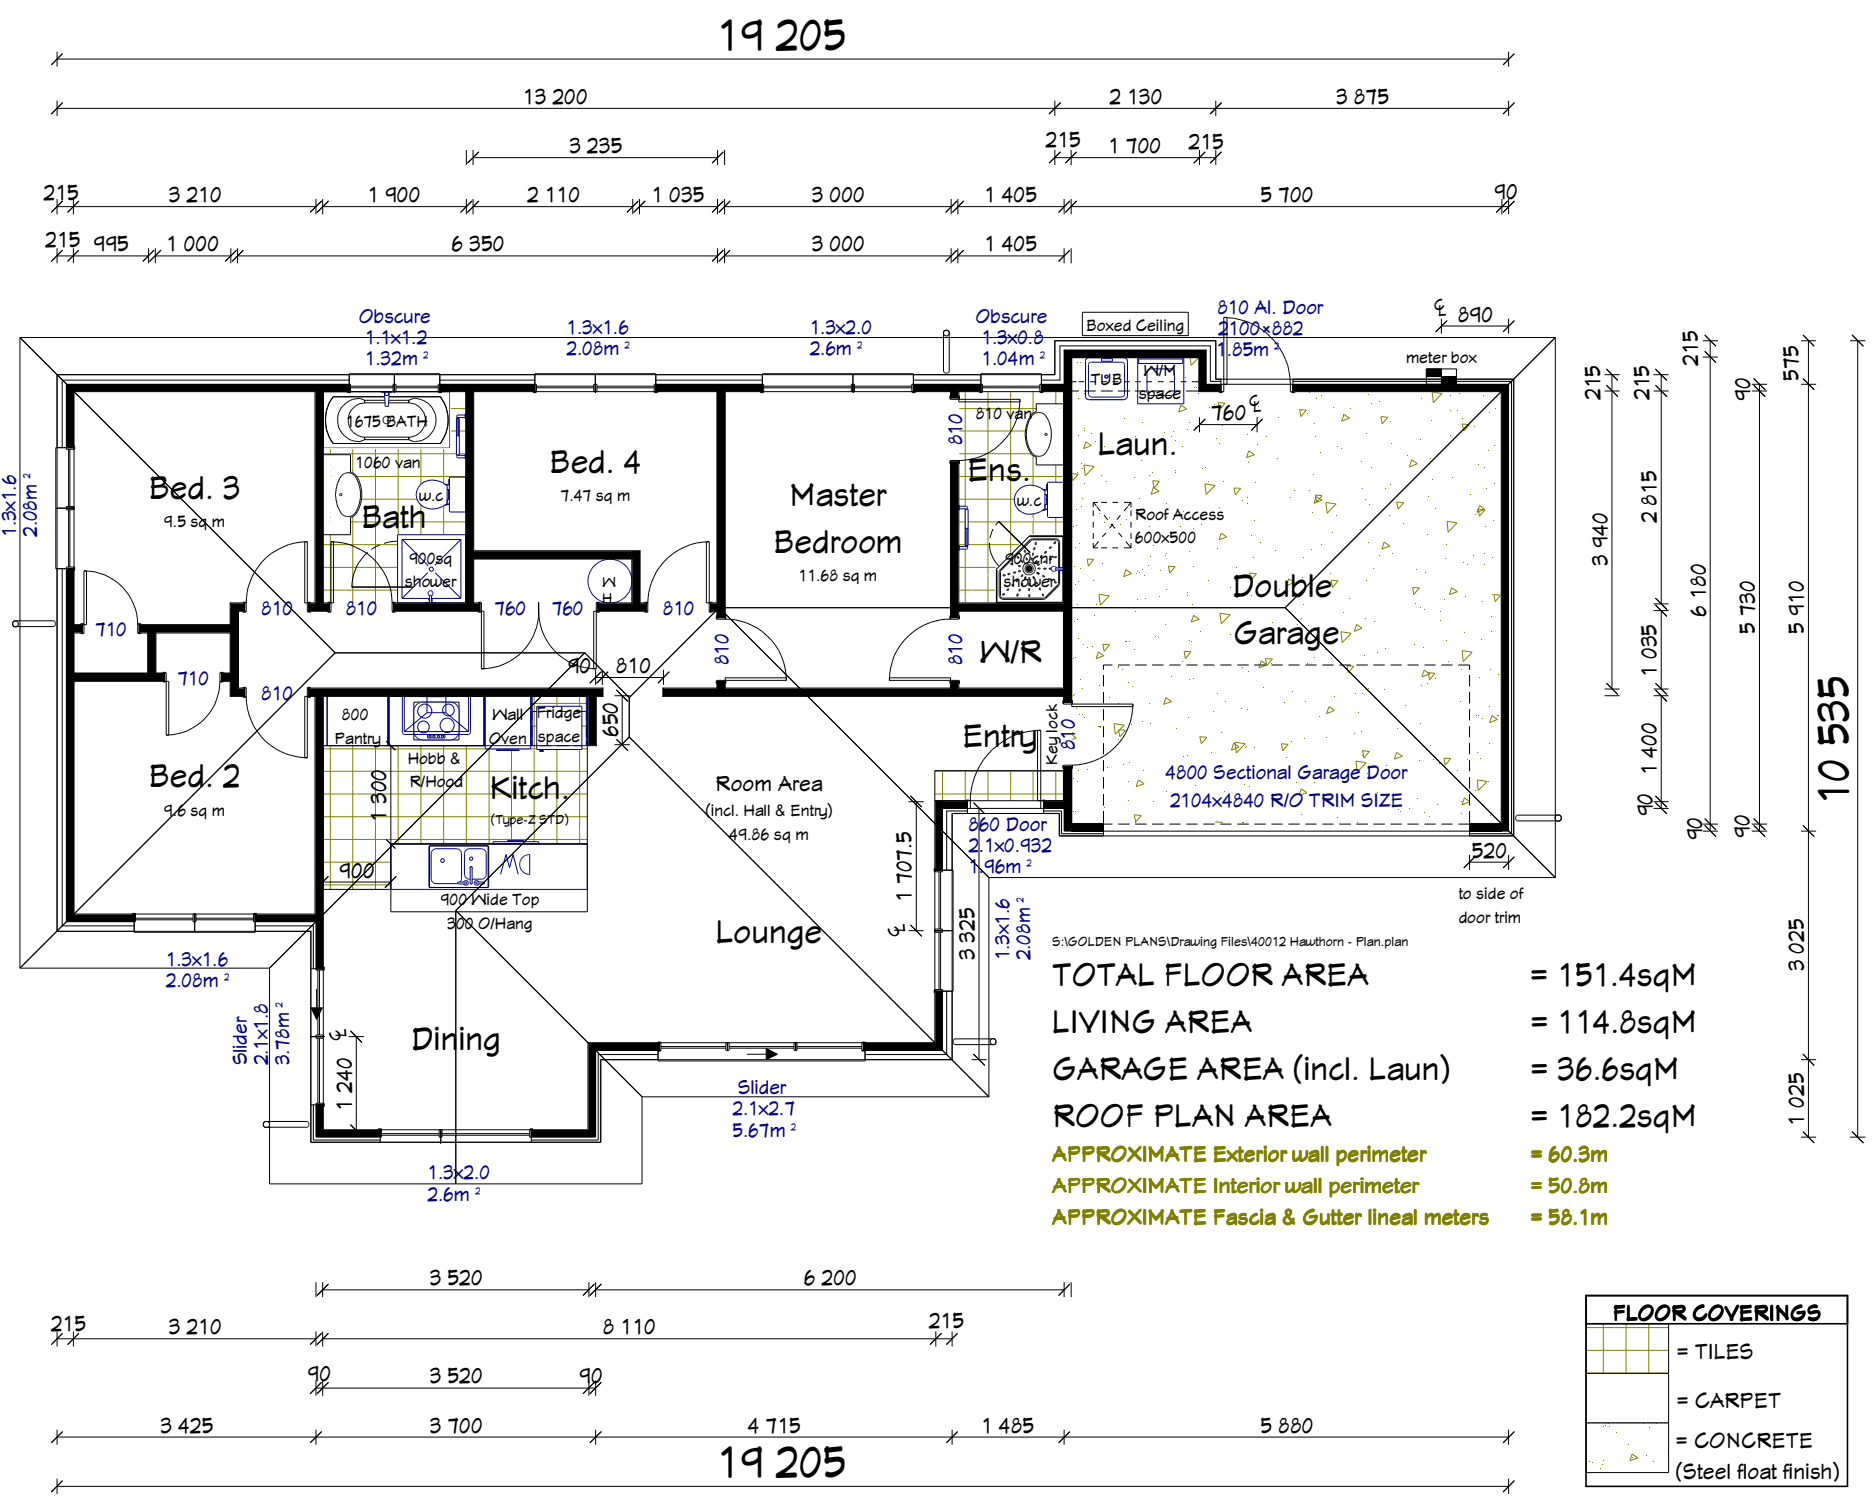 19 205
13 200 2 130 3 875
3 235 215 1 700 215
215 3 210 1 900 2 110 1 035 3 000 1 405 5 700 90
215 995 1 000 6 350 3 000 1 405
Obscure
1.1x1.2
1.32m²
1.3x1.6
2.08m²
1.3x2.0
2.6m²
Obscure
1.3x0.8
1.04m²
Boxed Ceiling
810 Al. Door
2100x882
1.85m²
℄ 890
meter box
1.3x1.6
2.08m²
Bed. 3
9.5 sq m
1675 BATH
1060 van
w.c
Bath
900sq
shower
Bed. 4
7.47 sq m
Master
Bedroom
11.68 sq m
810
810 van
Ens.
w.c
900 cnr
shower
TUB
W/M
space
760 ℄
Laun.
Roof Access
600x500
Double
Garage
710
710
810
810
810
760
760
WH
810
810
810
W/R
90
810
650
800
Pantry
Wall
Oven
Fridge
space
Hobb &
R/Hood
Kitch.
(Type-Z STD)
1 300
900
DW
900 Wide Top
300 O/Hang
Bed. 2
9.6 sq m
Room Area
(incl. Hall & Entry)
49.86 sq m
Entry
Key lock
810
4800 Sectional Garage Door
2104x4840 R/O TRIM SIZE
860 Door
2.1x0.932
1.96m²
1 707.5
℄
3 325
1.3x1.6
2.08m²
520
to side of
door trim
Lounge
Dining
1.3x1.6
2.08m²
Slider
2.1x1.8
3.78m²
℄
1 240
Slider
2.1x2.7
5.67m²
1.3x2.0
2.6m²
215
3 940
215
2 815
1 035
1 400
90
215
6 180
90
90
5 730
90
575
5 910
3 025
1 025
10 535
S:\GOLDEN PLANS\Drawing Files\40012 Hawthorn - Plan.plan
TOTAL FLOOR AREA = 151.4sqM
LIVING AREA = 114.8sqM
GARAGE AREA (incl. Laun) = 36.6sqM
ROOF PLAN AREA = 182.2sqM
APPROXIMATE Exterior wall perimeter = 60.3m
APPROXIMATE Interior wall perimeter = 50.8m
APPROXIMATE Fascia & Gutter lineal meters = 58.1m
3 520 6 200
215 3 210 8 110 215
90 3 520 90
3 425 3 700 4 715 1 485 5 880
19 205
FLOOR COVERINGS
= TILES
= CARPET
= CONCRETE
(Steel float finish)